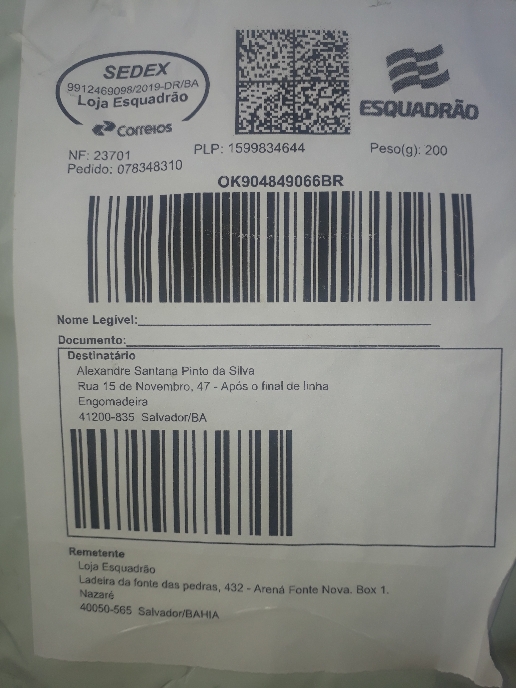 SEDEX
9912469098/2019-DR/BA
Loja Esquadrão
Correios
ESQUADRÃO
NF: 23701
PLP: 1599834644
Peso(g): 200
Pedido: 078348310
OK904849066BR
Nome Legível:
Documento:
Destinatário
Alexandre Santana Pinto da Silva
Rua 15 de Novembro, 47 - Após o final de linha
Engomadeira
41200-835 Salvador/BA
Remetente
Loja Esquadrão
Ladeira da fonte das pedras, 432 - Arena Fonte Nova. Box 1.
Nazaré
40050-565 Salvador/BAHIA